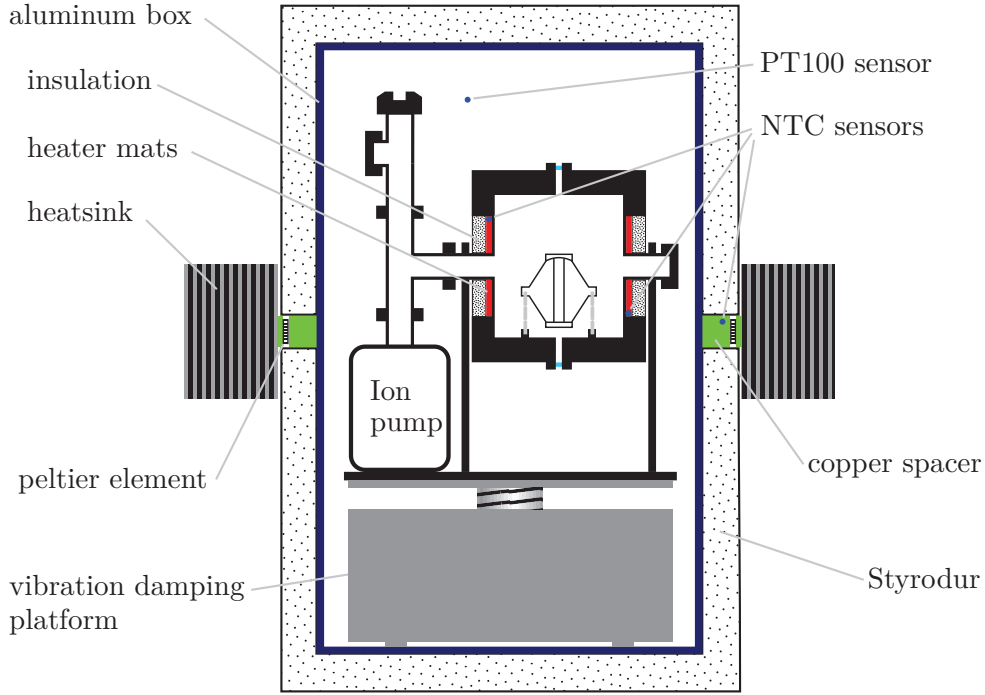 aluminum box
insulation
heater mats
heatsink
PT100 sensor
NTC sensors
Ion
pump
peltier element
copper spacer
vibration damping
platform
Styrodur